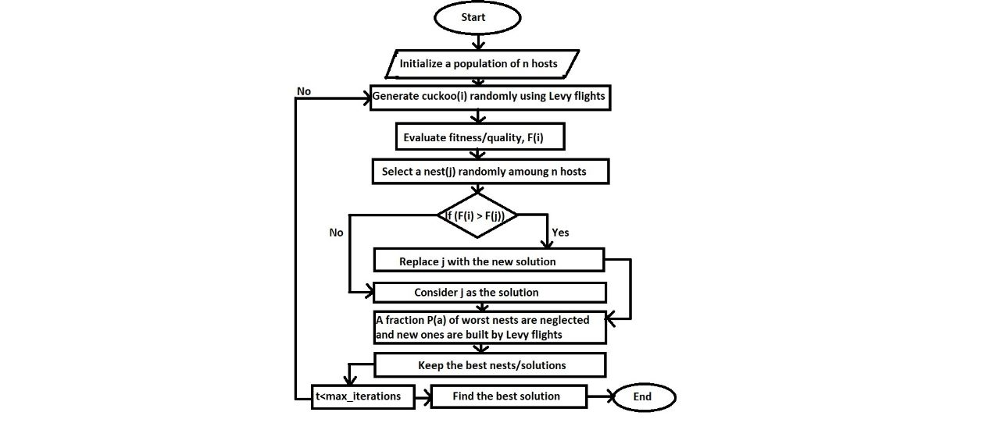 Start
Initialize a population of n hosts
No
Generate cuckoo(i) randomly using Levy flights
Evaluate fitness/quality, F(i)
Select a nest(j) randomly amoung n hosts
If (F(i) > F(j))
No
Yes
Replace j with the new solution
Consider j as the solution
A fraction P(a) of worst nests are neglected
and new ones are built by Levy flights
Keep the best nests/solutions
t<max_iterations
Find the best solution
End